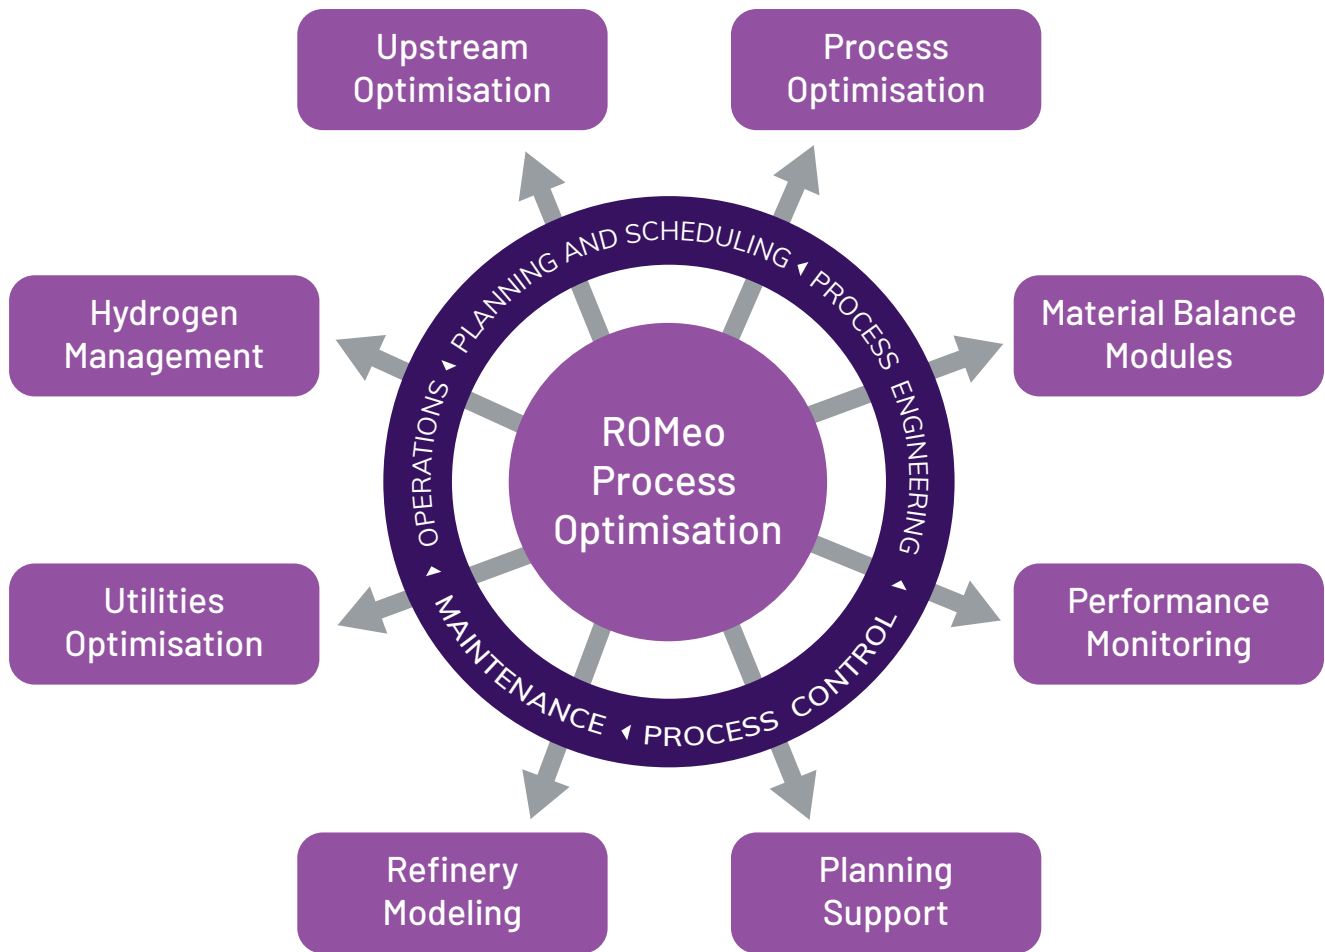 Upstream
Optimisation
Process
Optimisation
Hydrogen
Management
Material Balance
Modules
PLANNING AND SCHEDULING
PROCESS ENGINEERING
OPERATIONS
ROMeo
Process
Optimisation
Utilities
Optimisation
Performance
Monitoring
MAINTENANCE
PROCESS CONTROL
Refinery
Modeling
Planning
Support